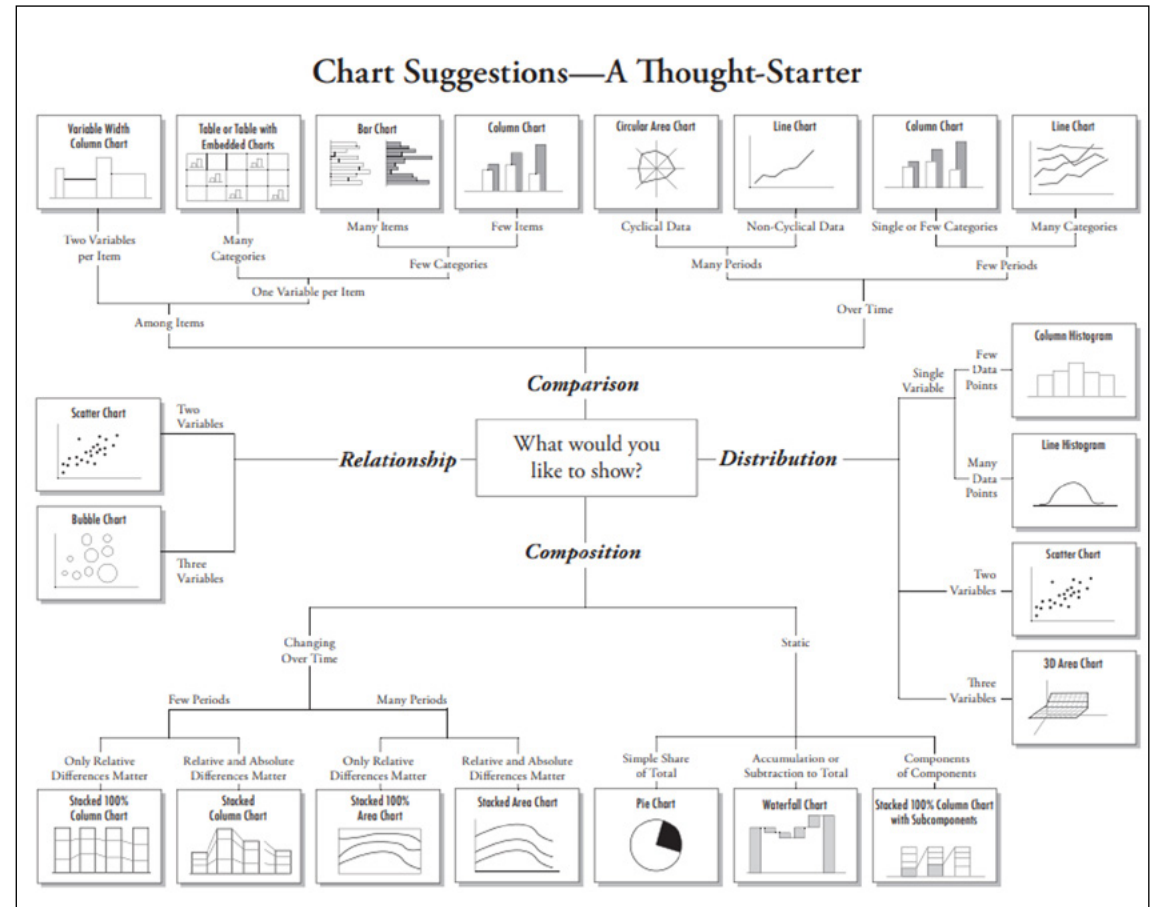 Chart Suggestions—A Thought-Starter
Variable Width
Column Chart
Table or Table with
Embedded Charts
Bar Chart
Column Chart
Circular Area Chart
Line Chart
Column Chart
Line Chart
Two Variables
per Item
Many
Categories
Many Items
Few Items
Cyclical Data
Non-Cyclical Data
Single or Few Categories
Many Categories
Few Categories
Many Periods
Few Periods
One Variable per Item
Among Items
Over Time
Comparison
What would you
like to show?
Relationship
Two
Variables
Scatter Chart
Three
Variables
Bubble Chart
Distribution
Single
Variable
Few
Data
Points
Column Histogram
Many
Data
Points
Line Histogram
Two
Variables
Scatter Chart
Three
Variables
3D Area Chart
Composition
Changing
Over Time
Static
Few Periods
Many Periods
Only Relative
Differences Matter
Relative and Absolute
Differences Matter
Only Relative
Differences Matter
Relative and Absolute
Differences Matter
Simple Share
of Total
Accumulation or
Subtraction to Total
Components
of Components
Stacked 100%
Column Chart
Stacked
Column Chart
Stacked 100%
Area Chart
Stacked Area Chart
Pie Chart
Waterfall Chart
Stacked 100% Column Chart
with Subcomponents